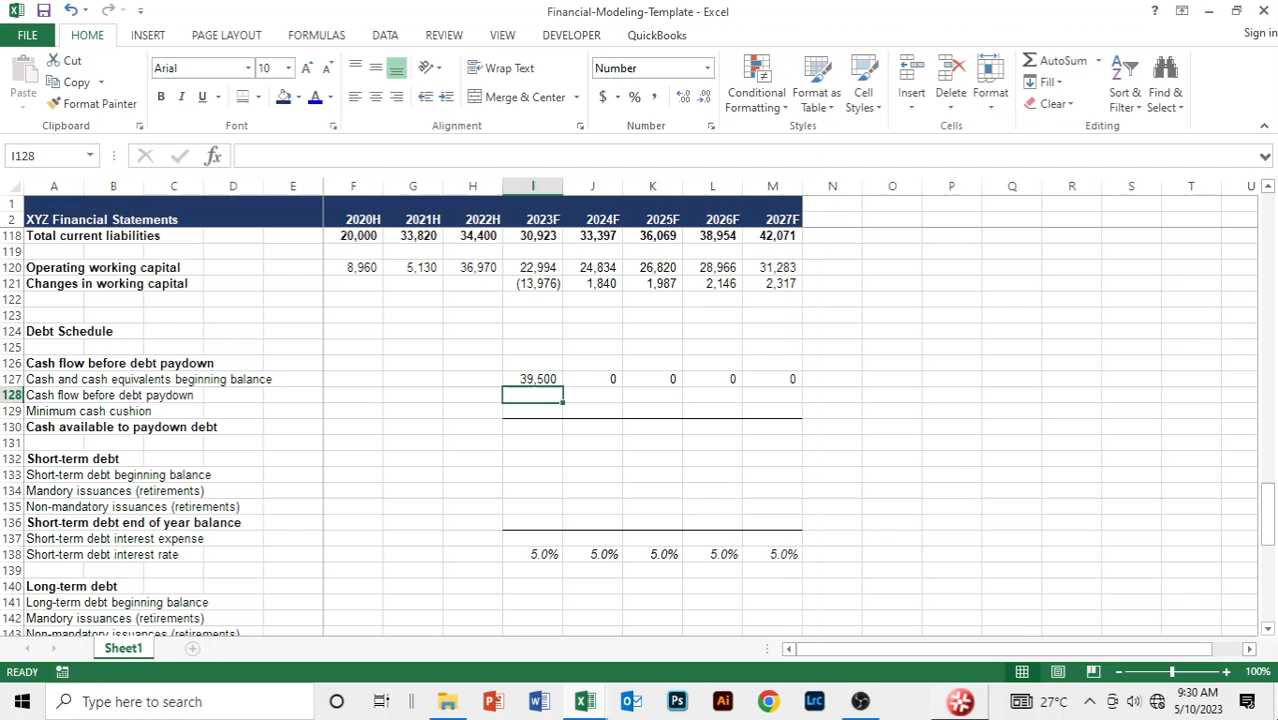 Financial-Modeling-Template - Excel
?
Sign in
FILE HOME INSERT PAGE LAYOUT FORMULAS DATA REVIEW VIEW DEVELOPER QuickBooks
Paste
Cut
Copy
Format Painter
Clipboard
Arial 10
B I U
Font
Wrap Text
Merge & Center
Alignment
Number
$ % ,
Number
Conditional Formatting
Format as Table
Cell Styles
Styles
Insert Delete Format
Cells
AutoSum
Fill
Clear
Sort & Filter
Find & Select
Editing
I128 fx
A B C D E F G H I J K L M N O P Q R S T U
1
2 XYZ Financial Statements 2020H 2021H 2022H 2023F 2024F 2025F 2026F 2027F
118 Total current liabilities 20,000 33,820 34,400 30,923 33,397 36,069 38,954 42,071
119
120 Operating working capital 8,960 5,130 36,970 22,994 24,834 26,820 28,966 31,283
121 Changes in working capital (13,976) 1,840 1,987 2,146 2,317
122
123
124 Debt Schedule
125
126 Cash flow before debt paydown
127 Cash and cash equivalents beginning balance 39,500 0 0 0 0
128 Cash flow before debt paydown
129 Minimum cash cushion
130 Cash available to paydown debt
131
132 Short-term debt
133 Short-term debt beginning balance
134 Mandory issuances (retirements)
135 Non-mandatory issuances (retirements)
136 Short-term debt end of year balance
137 Short-term debt interest expense
138 Short-term debt interest rate 5.0% 5.0% 5.0% 5.0% 5.0%
139
140 Long-term debt
141 Long-term debt beginning balance
142 Mandory issuances (retirements)
143 Non-mandatory issuances (retirements)
Sheet1
READY 100%
Type here to search
27°C
9:30 AM
5/10/2023